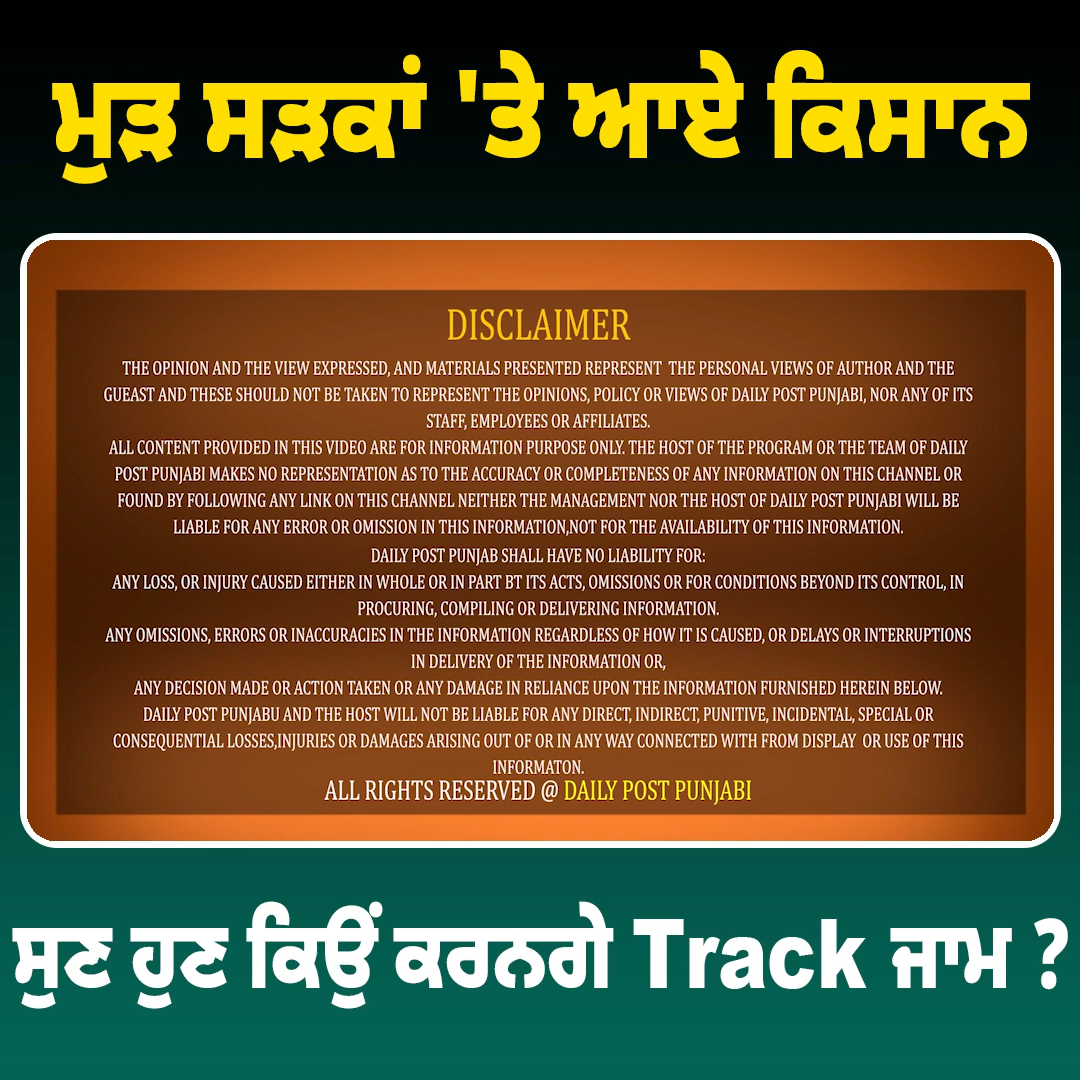 ਮੁੜ ਸੜਕਾਂ 'ਤੇ ਆਏ ਕਿਸਾਨ
DISCLAIMER
THE OPINION AND THE VIEW EXPRESSED, AND MATERIALS PRESENTED REPRESENT THE PERSONAL VIEWS OF AUTHOR AND THE
GUEAST AND THESE SHOULD NOT BE TAKEN TO REPRESENT THE OPINIONS, POLICY OR VIEWS OF DAILY POST PUNJABI, NOR ANY OF ITS
STAFF, EMPLOYEES OR AFFILIATES.
ALL CONTENT PROVIDED IN THIS VIDEO ARE FOR INFORMATION PURPOSE ONLY. THE HOST OF THE PROGRAM OR THE TEAM OF DAILY
POST PUNJABI MAKES NO REPRESENTATION AS TO THE ACCURACY OR COMPLETENESS OF ANY INFORMATION ON THIS CHANNEL OR
FOUND BY FOLLOWING ANY LINK ON THIS CHANNEL NEITHER THE MANAGEMENT NOR THE HOST OF DAILY POST PUNJABI WILL BE
LIABLE FOR ANY ERROR OR OMISSION IN THIS INFORMATION,NOT FOR THE AVAILABILITY OF THIS INFORMATION.
DAILY POST PUNJAB SHALL HAVE NO LIABILITY FOR:
ANY LOSS, OR INJURY CAUSED EITHER IN WHOLE OR IN PART BT ITS ACTS, OMISSIONS OR FOR CONDITIONS BEYOND ITS CONTROL, IN
PROCURING, COMPILING OR DELIVERING INFORMATION.
ANY OMISSIONS, ERRORS OR INACCURACIES IN THE INFORMATION REGARDLESS OF HOW IT IS CAUSED, OR DELAYS OR INTERRUPTIONS
IN DELIVERY OF THE INFORMATION OR,
ANY DECISION MADE OR ACTION TAKEN OR ANY DAMAGE IN RELIANCE UPON THE INFORMATION FURNISHED HEREIN BELOW.
DAILY POST PUNJABU AND THE HOST WILL NOT BE LIABLE FOR ANY DIRECT, INDIRECT, PUNITIVE, INCIDENTAL, SPECIAL OR
CONSEQUENTIAL LOSSES,INJURIES OR DAMAGES ARISING OUT OF OR IN ANY WAY CONNECTED WITH FROM DISPLAY OR USE OF THIS
INFORMATON.
ALL RIGHTS RESERVED @ DAILY POST PUNJABI
ਸੁਣ ਹੁਣ ਕਿਉਂ ਕਰਨਗੇ Track ਜਾਮ ?